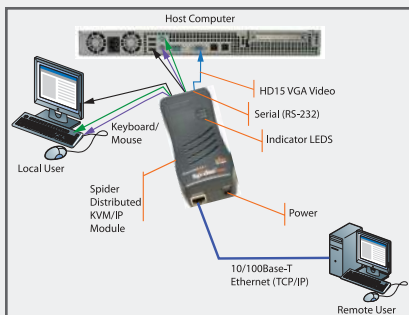 Host Computer
HD15 VGA Video
Serial (RS-232)
Indicator LEDS
Keyboard/
Mouse
Local User
Spider
Distributed
KVM/IP
Module
Spider
Power
10/100Base-T
Ethernet (TCP/IP)
Remote User